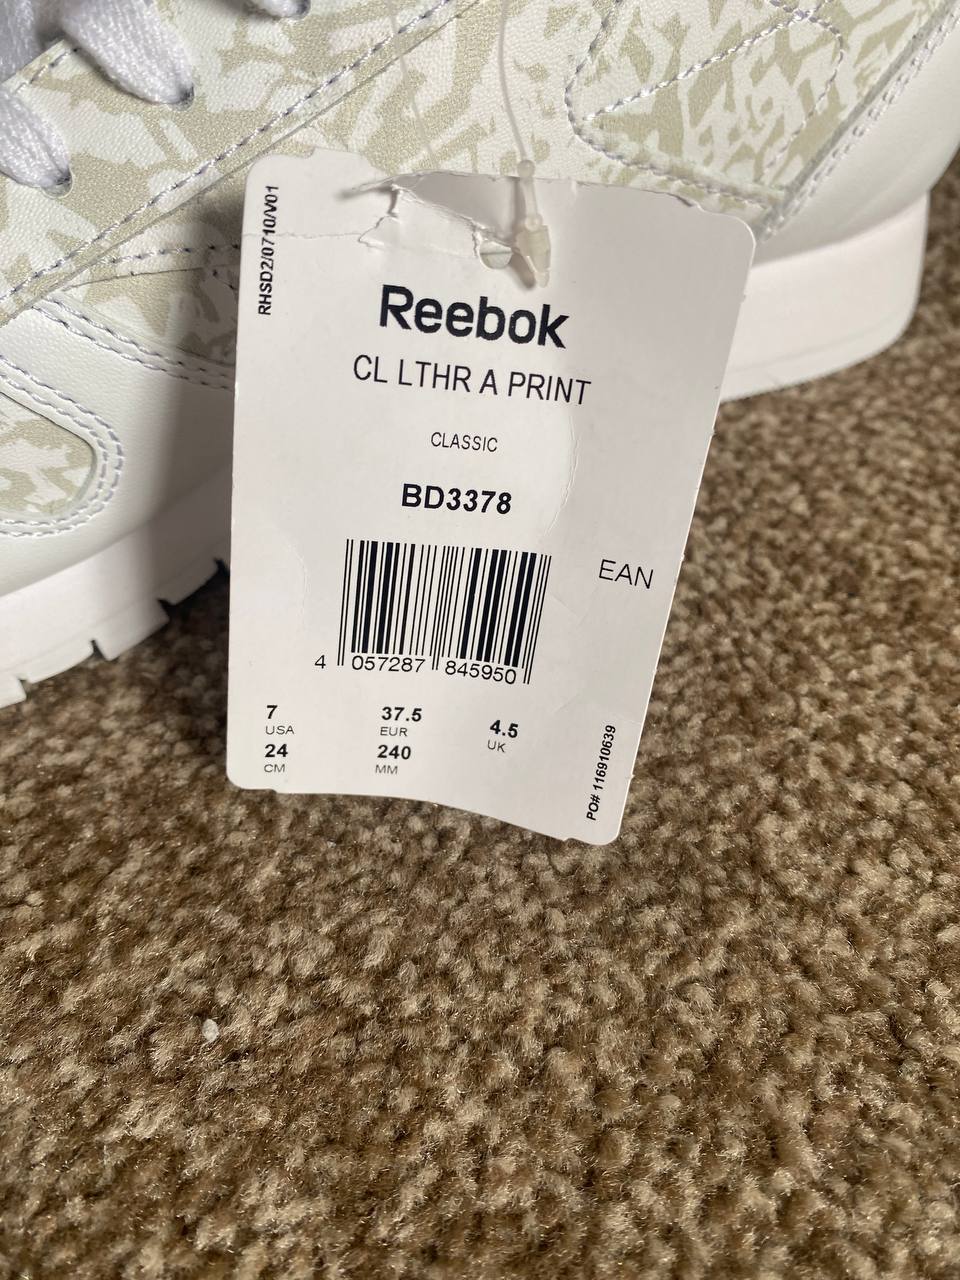 RHSD2/0710/V01
Reebok
CL LTHR A PRINT
CLASSIC
BD3378
EAN
4 057287 845950
7 37.5 4.5
USA EUR UK
24 240
CM MM
PO# 116910639